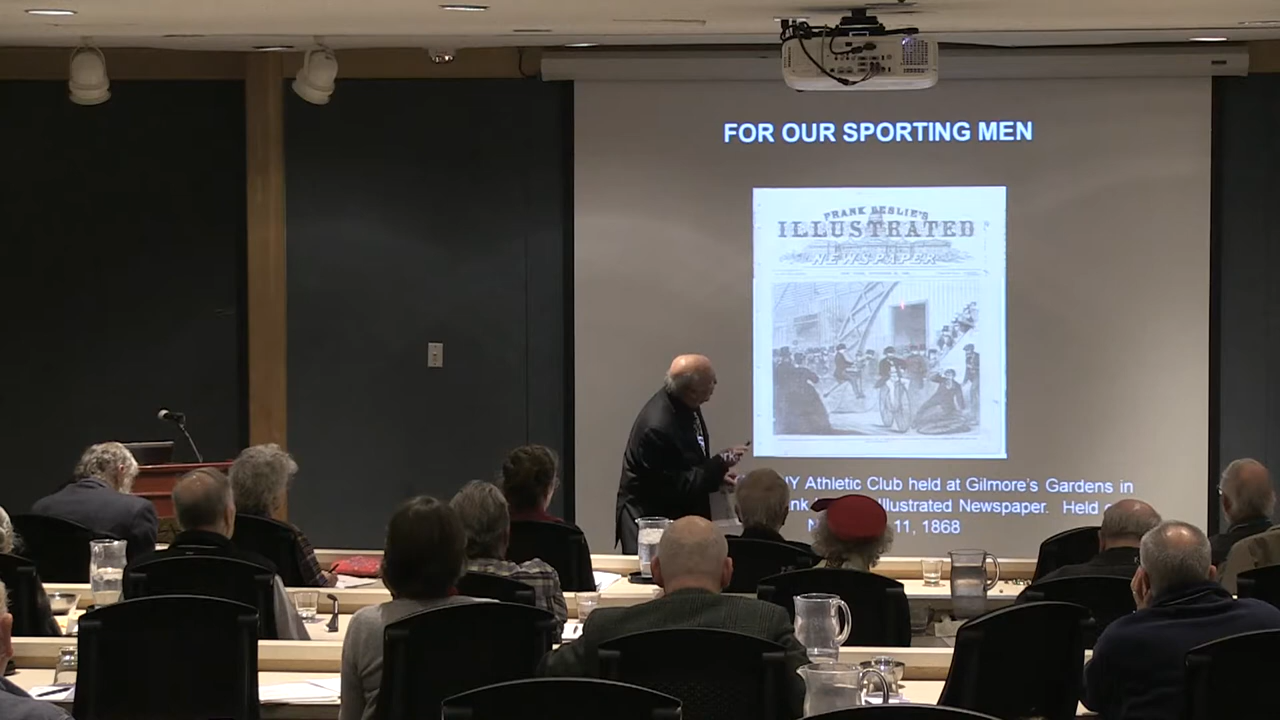 FOR OUR SPORTING MEN
FRANK LESLIE'S
ILLUSTRATED
NEWSPAPER
NY Athletic Club held at Gilmore's Gardens in
Illustrated Newspaper. Held
11, 1868